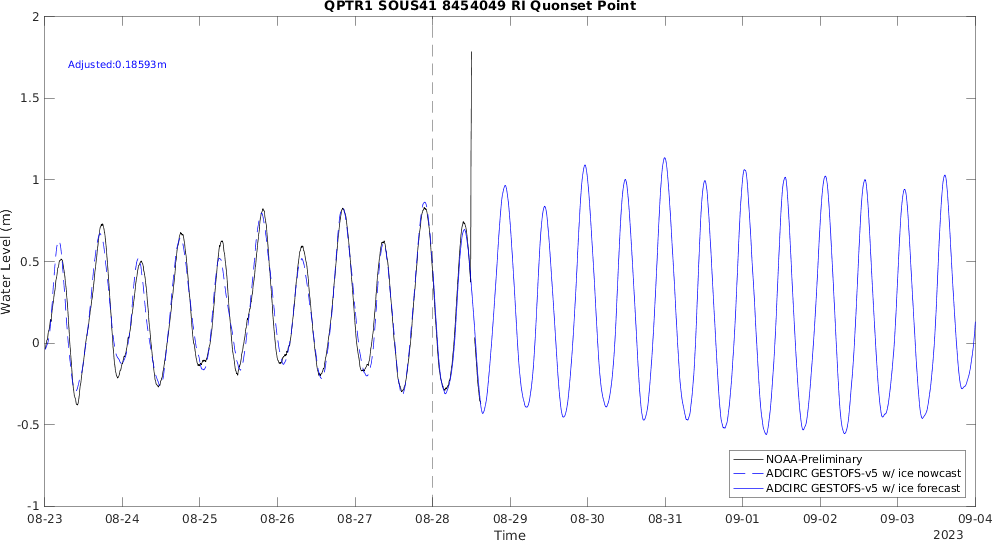 QPTR1 SOUS41 8454049 RI Quonset Point
Adjusted:0.18593m
Water Level (m)
2
1.5
1
0.5
0
-0.5
-1
08-23 08-24 08-25 08-26 08-27 08-28 08-29 08-30 08-31 09-01 09-02 09-03 09-04
Time
2023
NOAA-Preliminary
ADCIRC GESTOFS-v5 w/ ice nowcast
ADCIRC GESTOFS-v5 w/ ice forecast